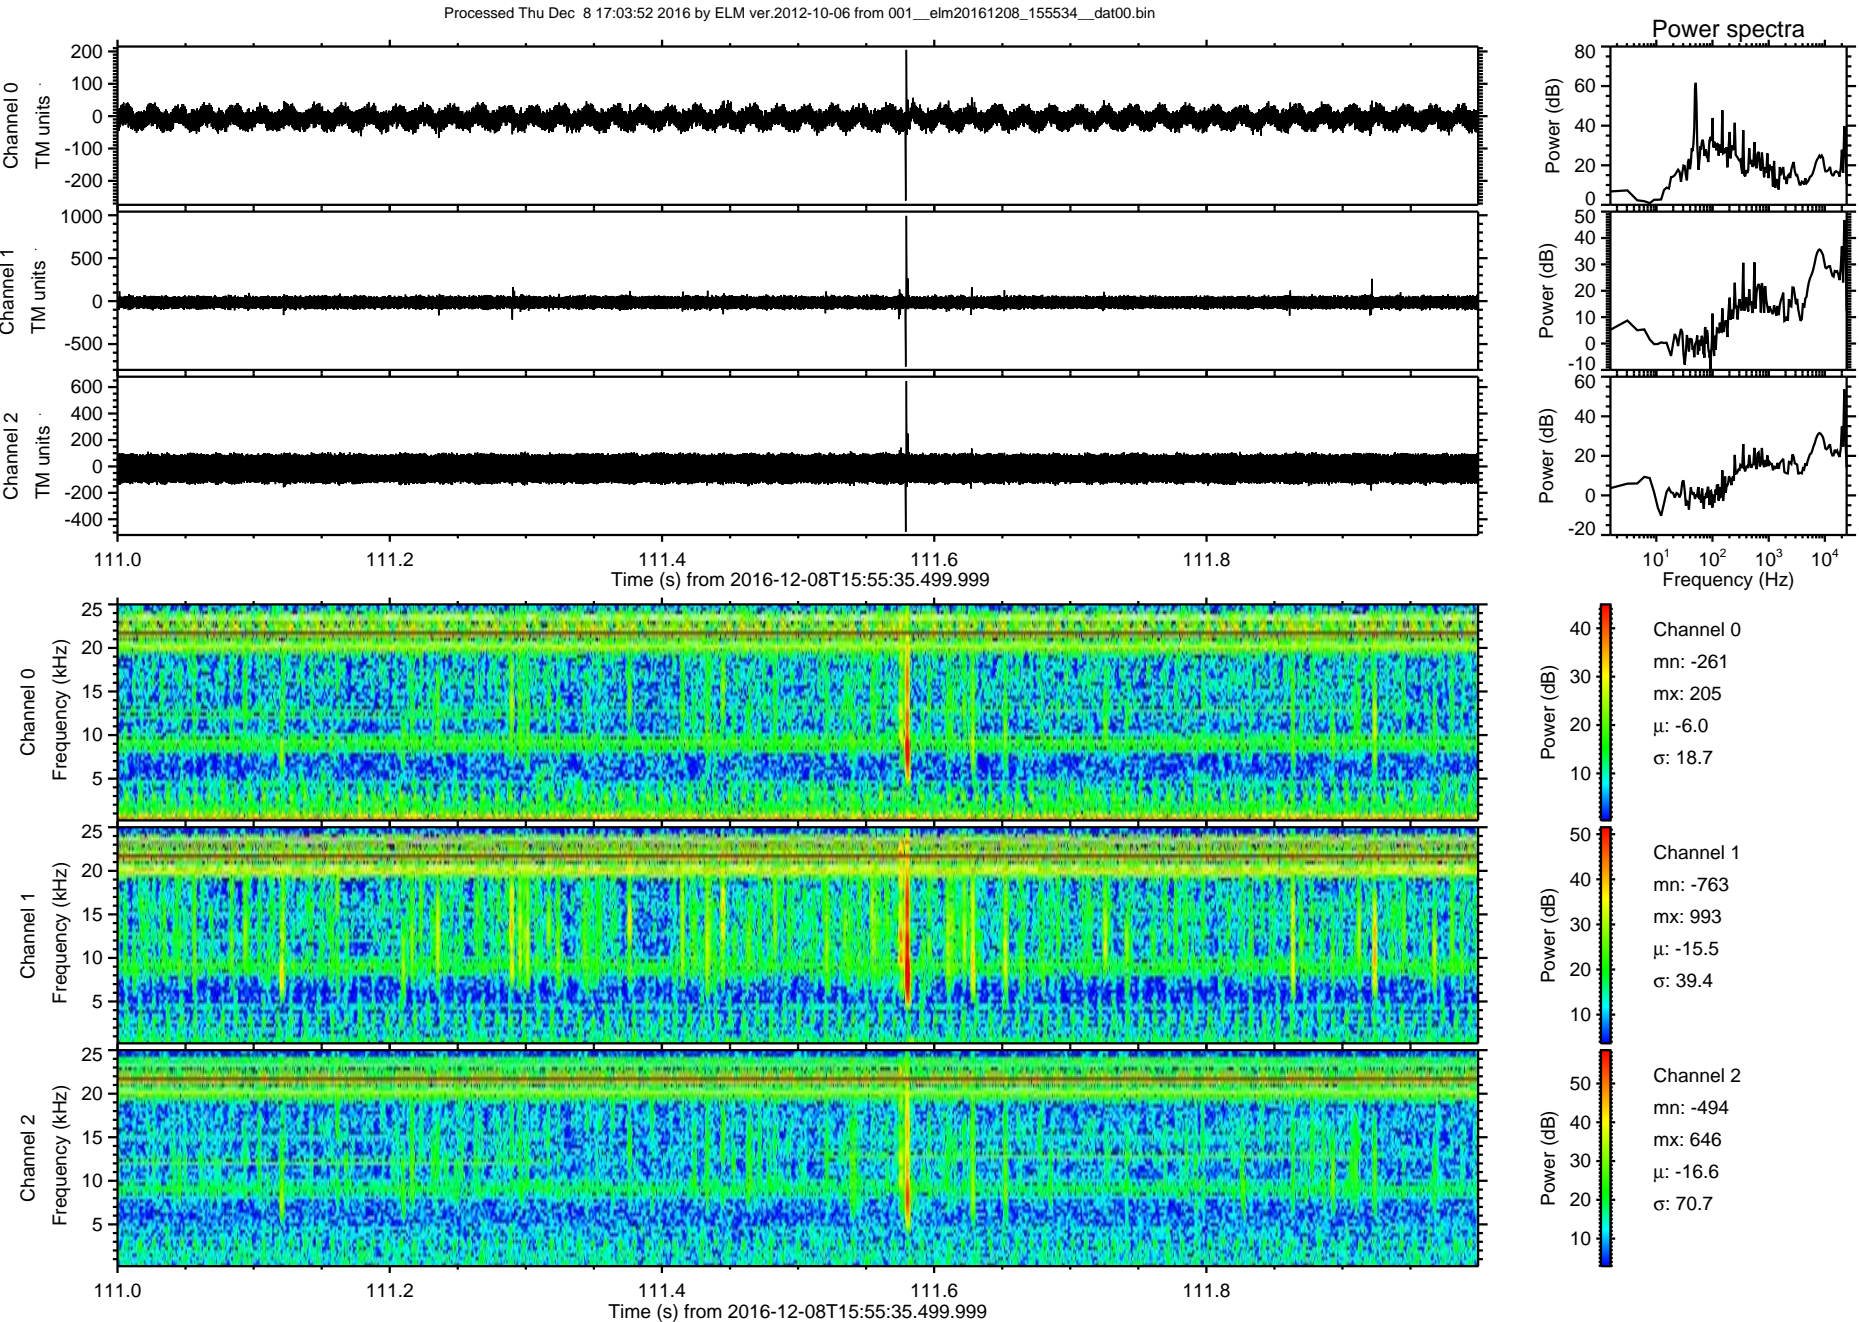 Processed Thu Dec  8 17:03:52 2016 by ELM ver.2012-10-06 from 001__elm20161208_155534__dat00.bin
Power spectra
Channel 0
TM units
200
100
0
-100
-200
Power (dB)
80
60
40
20
0
Channel 1
TM units
1000
500
0
-500
Power (dB)
50
40
30
20
10
0
-10
Channel 2
TM units
600
400
200
0
-200
-400
Power (dB)
60
40
20
0
-20
111.0 111.2 111.4 111.6 111.8
Time (s) from 2016-12-08T15:55:35.499.999
10^1 10^2 10^3 10^4
Frequency (Hz)
Channel 0
Frequency (kHz)
25
20
15
10
5
Power (dB)
40
30
20
10
Channel 0
mn: -261
mx: 205
μ: -6.0
σ: 18.7
Channel 1
Frequency (kHz)
25
20
15
10
5
Power (dB)
50
40
30
20
10
Channel 1
mn: -763
mx: 993
μ: -15.5
σ: 39.4
Channel 2
Frequency (kHz)
25
20
15
10
5
Power (dB)
50
40
30
20
10
Channel 2
mn: -494
mx: 646
μ: -16.6
σ: 70.7
111.0 111.2 111.4 111.6 111.8
Time (s) from 2016-12-08T15:55:35.499.999